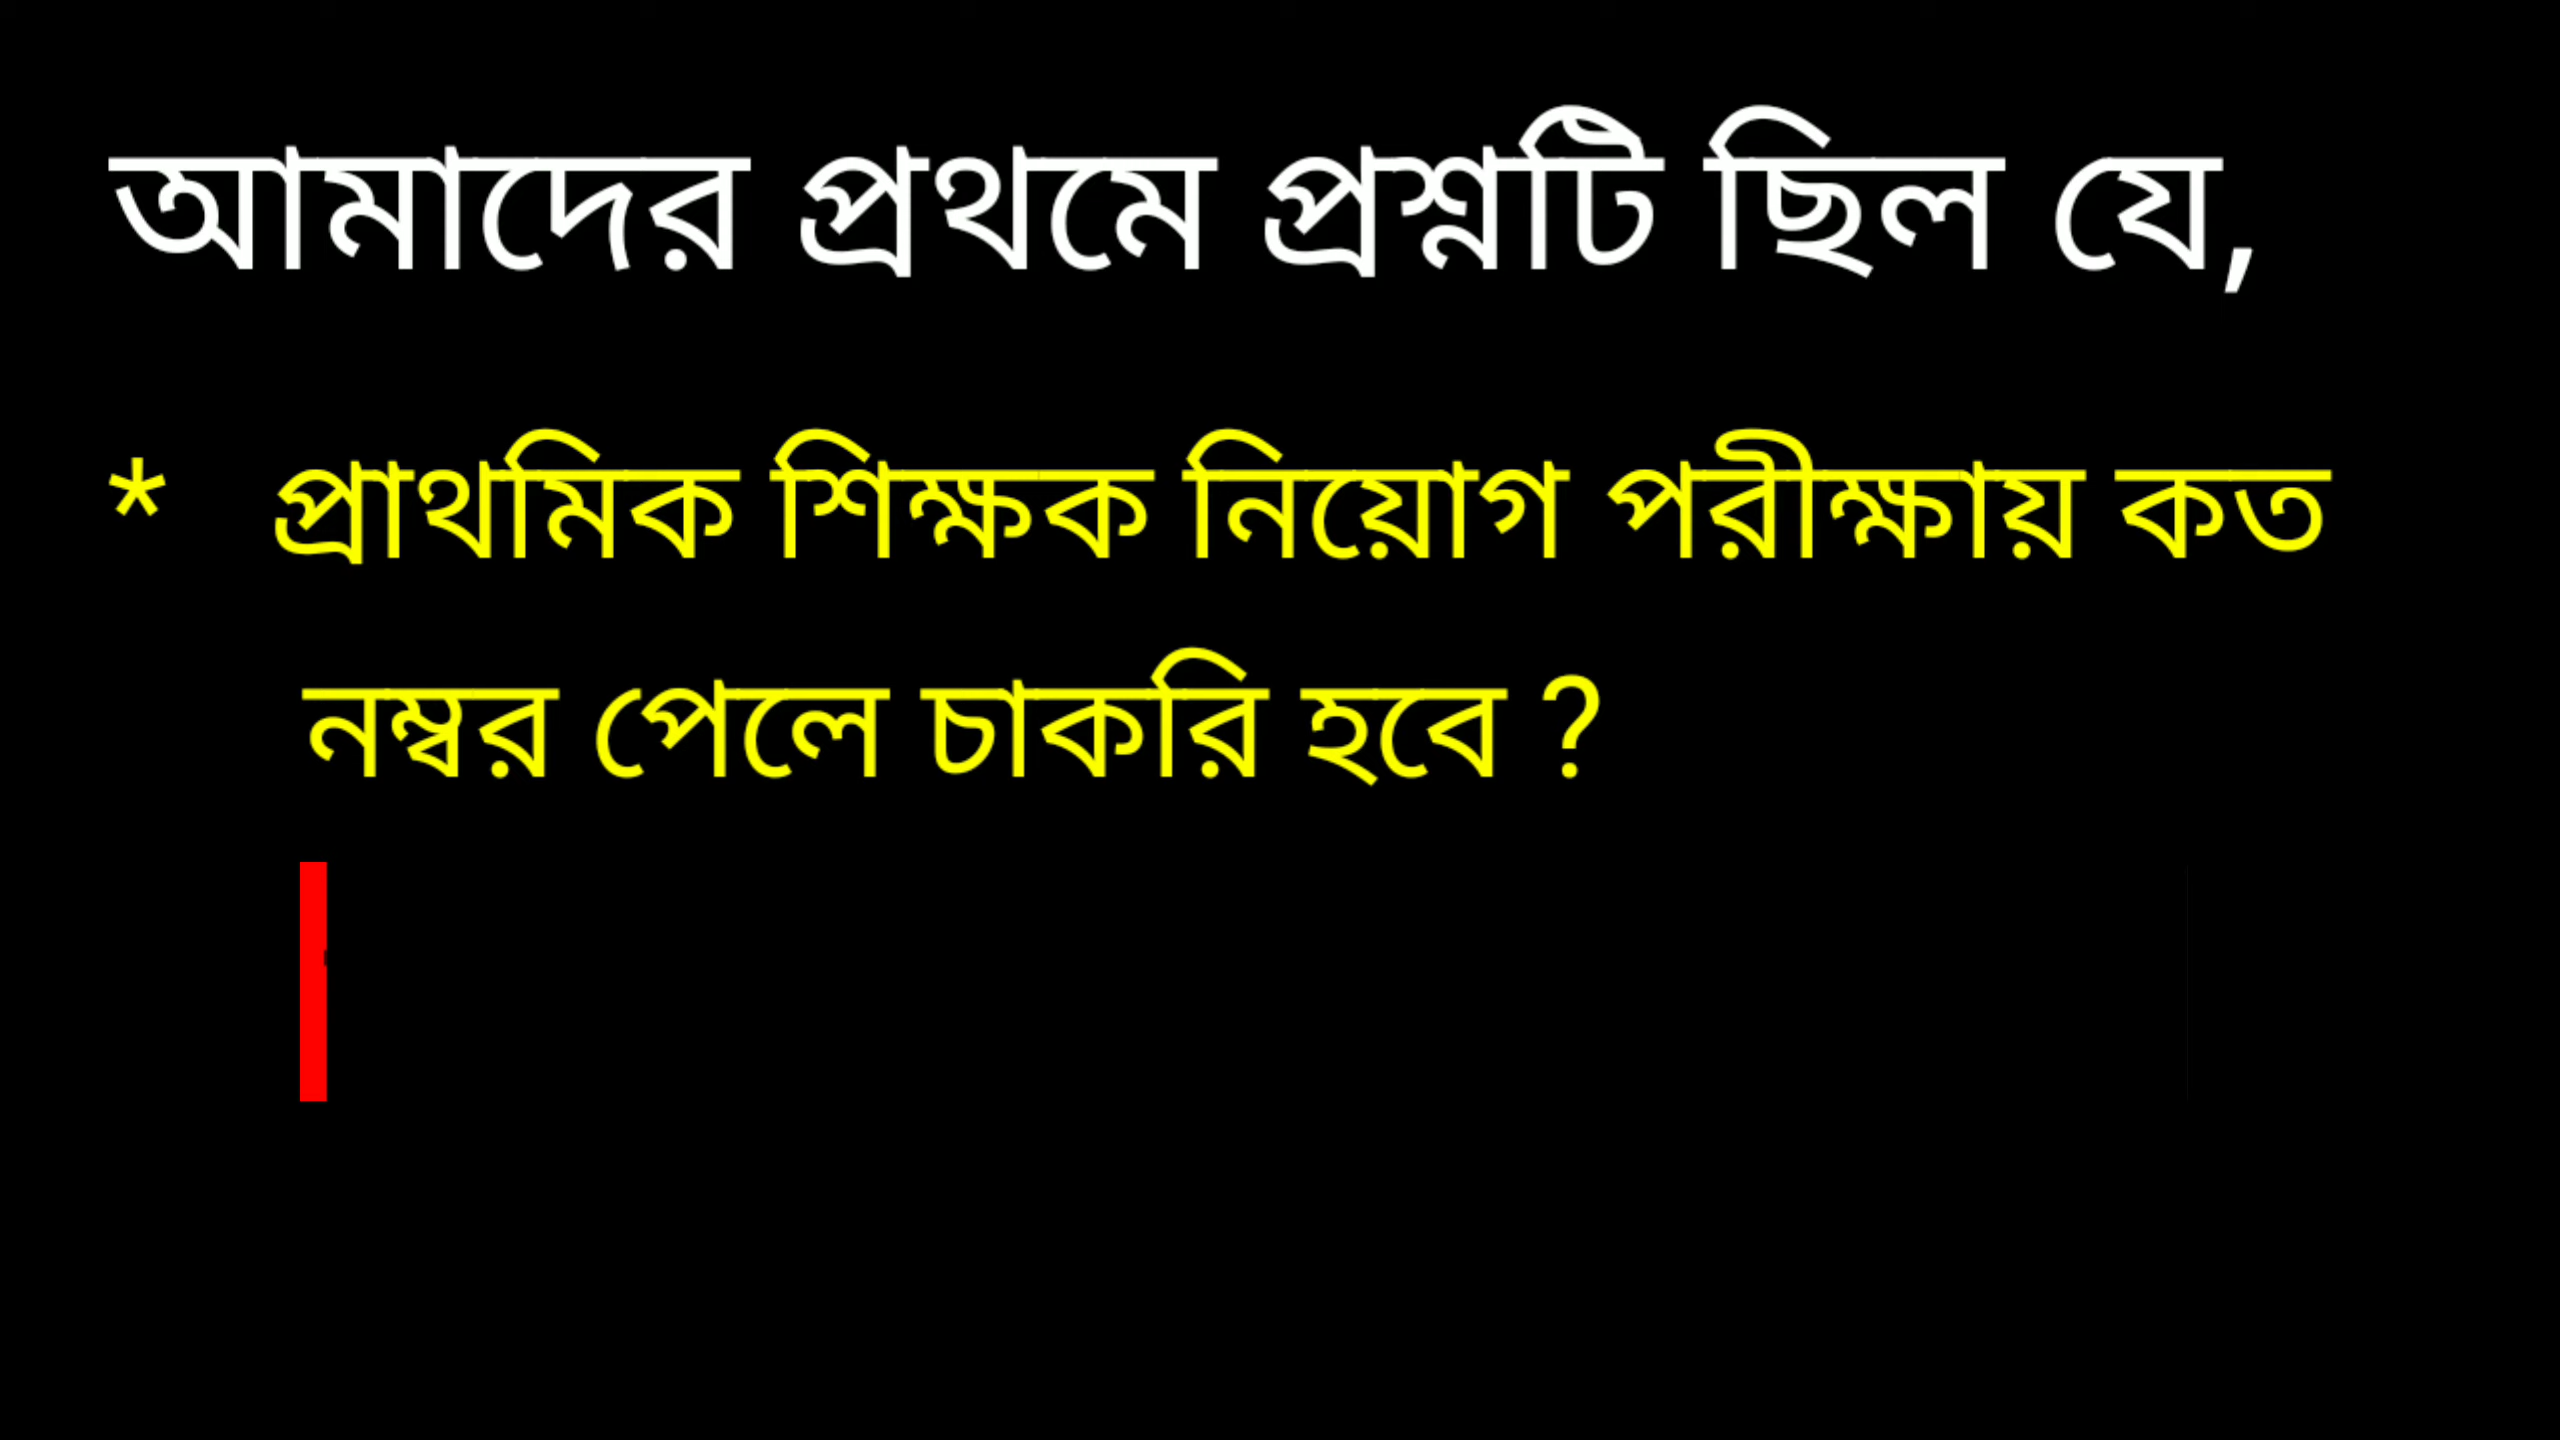 আমাদের প্রথমে প্রশ্নটি ছিল যে,
* প্রাথমিক শিক্ষক নিয়োগ পরীক্ষায় কত
নম্বর পেলে চাকরি হবে ?